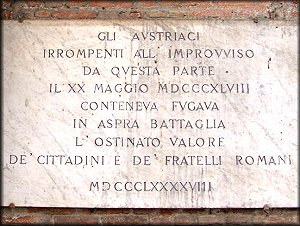 GLI AVSTRIACI
IRROMPENTI ALL' IMPROVVISO
DA QVESTA PARTE
IL XX MAGGIO MDCCCXLVIII
CONTENEVA FVGAVA
IN ASPRA BATTAGLIA
L' OSTINATO VALORE
DE' CITTADINI E DE' FRATELLI ROMANI
MDCCCLXXXXVIII